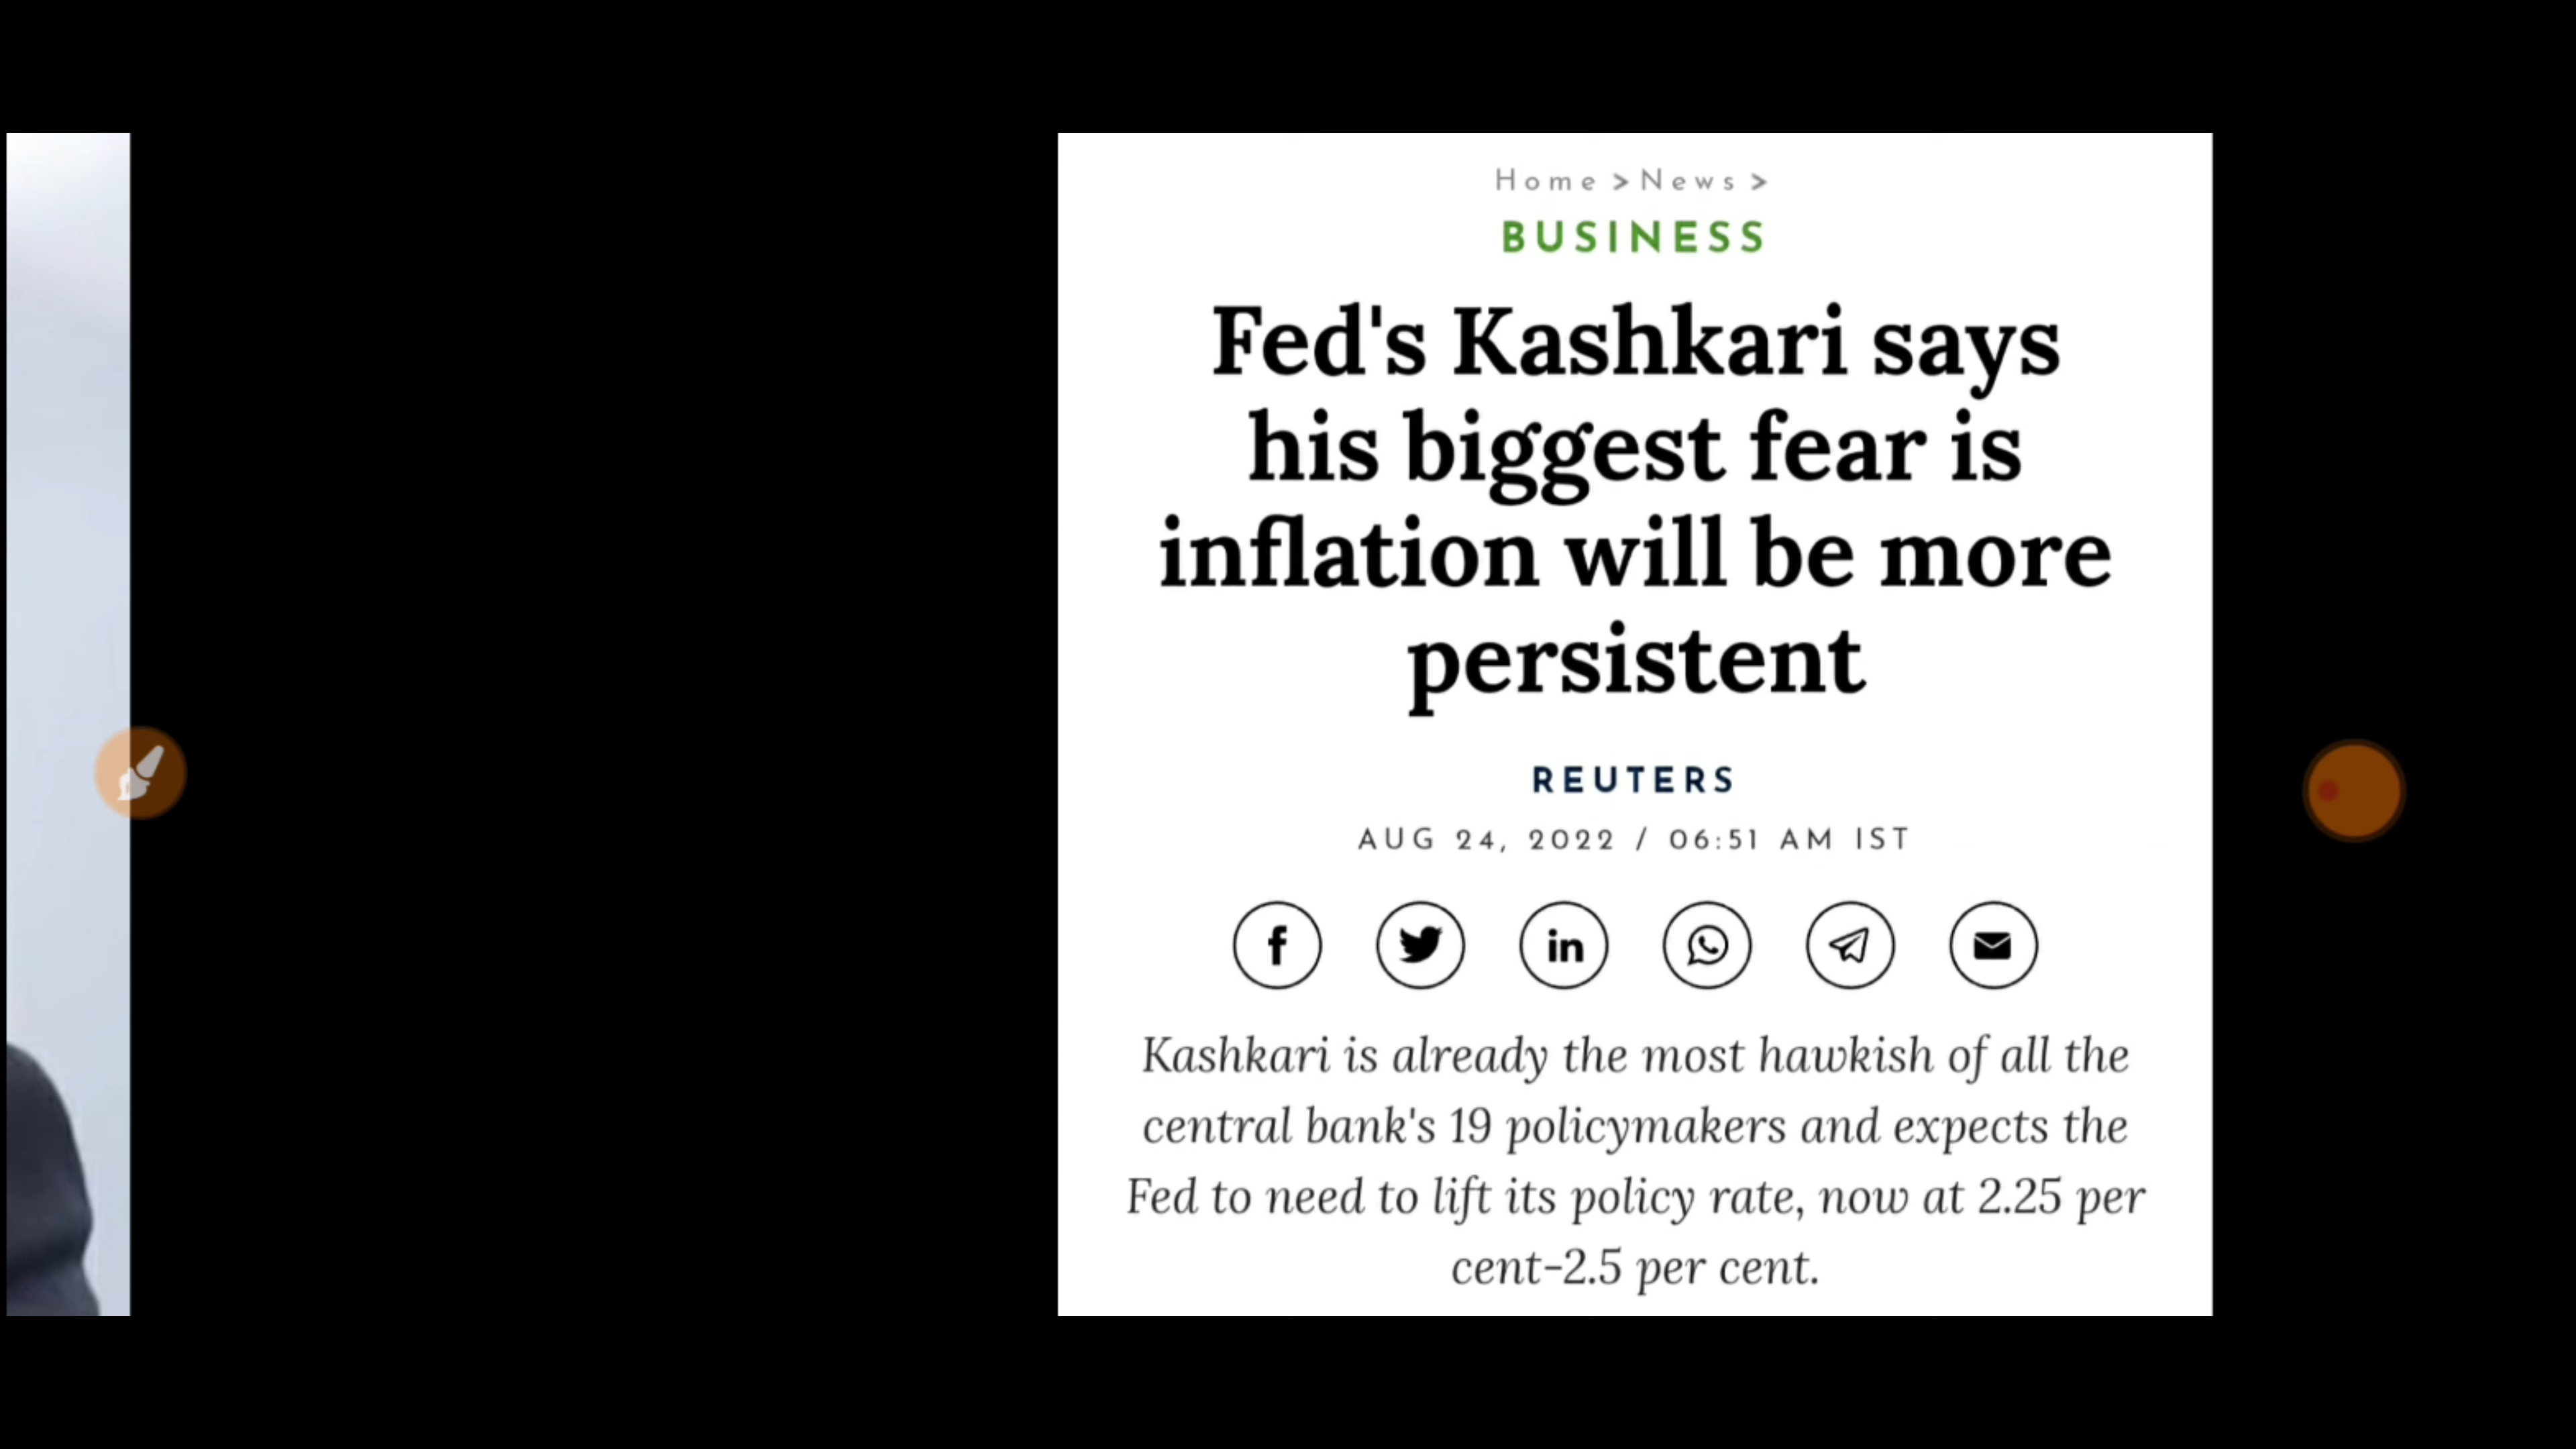 Home > News >
BUSINESS
Fed's Kashkari says
his biggest fear is
inflation will be more
persistent
REUTERS
AUG 24, 2022 / 06:51 AM IST
Kashkari is already the most hawkish of all the
central bank's 19 policymakers and expects the
Fed to need to lift its policy rate, now at 2.25 per
cent-2.5 per cent.